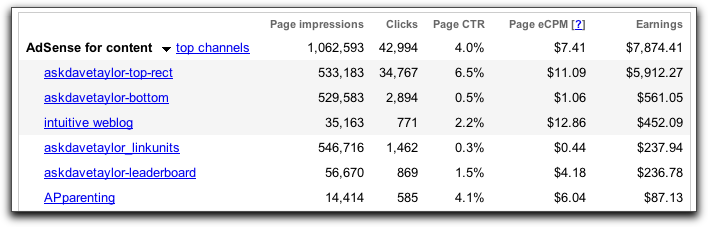 Page impressions Clicks Page CTR Page eCPM [?] Earnings
AdSense for content top channels 1,062,593 42,994 4.0% $7.41 $7,874.41
askdavetaylor-top-rect 533,183 34,767 6.5% $11.09 $5,912.27
askdavetaylor-bottom 529,583 2,894 0.5% $1.06 $561.05
intuitive weblog 35,163 771 2.2% $12.86 $452.09
askdavetaylor_linkunits 546,716 1,462 0.3% $0.44 $237.94
askdavetaylor-leaderboard 56,670 869 1.5% $4.18 $236.78
APparenting 14,414 585 4.1% $6.04 $87.13